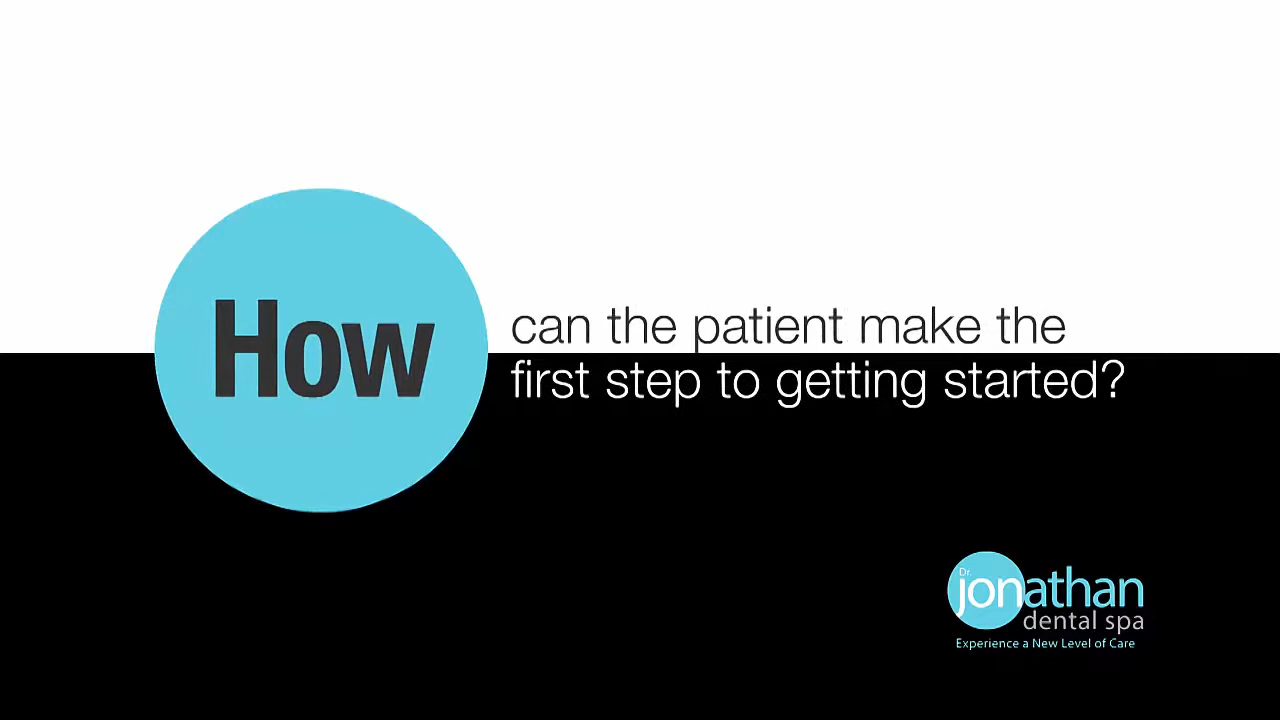 How
can the patient make the
first step to getting started?
Dr.
jonathan
dental spa
Experience a New Level of Care